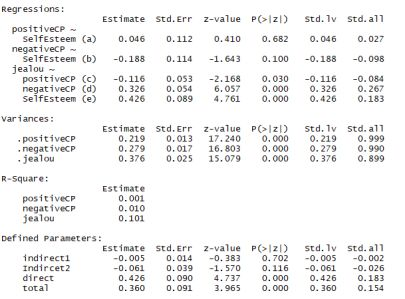 Regressions:
Estimate Std.Err z-value P(>|z|) Std.lv Std.all
positiveCP ~
SelfEsteem (a) 0.046 0.112 0.410 0.682 0.046 0.027
negativeCP ~
SelfEsteem (b) -0.188 0.114 -1.643 0.100 -0.188 -0.098
jealou ~
positiveCP (c) -0.116 0.053 -2.168 0.030 -0.116 -0.084
negativeCP (d) 0.326 0.054 6.057 0.000 0.326 0.267
SelfEsteem (e) 0.426 0.089 4.761 0.000 0.426 0.183
Variances:
Estimate Std.Err z-value P(>|z|) Std.lv Std.all
.positiveCP 0.219 0.013 17.240 0.000 0.219 0.999
.negativeCP 0.279 0.017 16.803 0.000 0.279 0.990
.jealou 0.376 0.025 15.079 0.000 0.376 0.899
R-Square:
Estimate
positiveCP 0.001
negativeCP 0.010
jealou 0.101
Defined Parameters:
Estimate Std.Err z-value P(>|z|) Std.lv Std.all
indirect1 -0.005 0.014 -0.383 0.702 -0.005 -0.002
Indirect2 -0.061 0.039 -1.570 0.116 -0.061 -0.026
direct 0.426 0.090 4.737 0.000 0.426 0.183
total 0.360 0.091 3.965 0.000 0.360 0.154